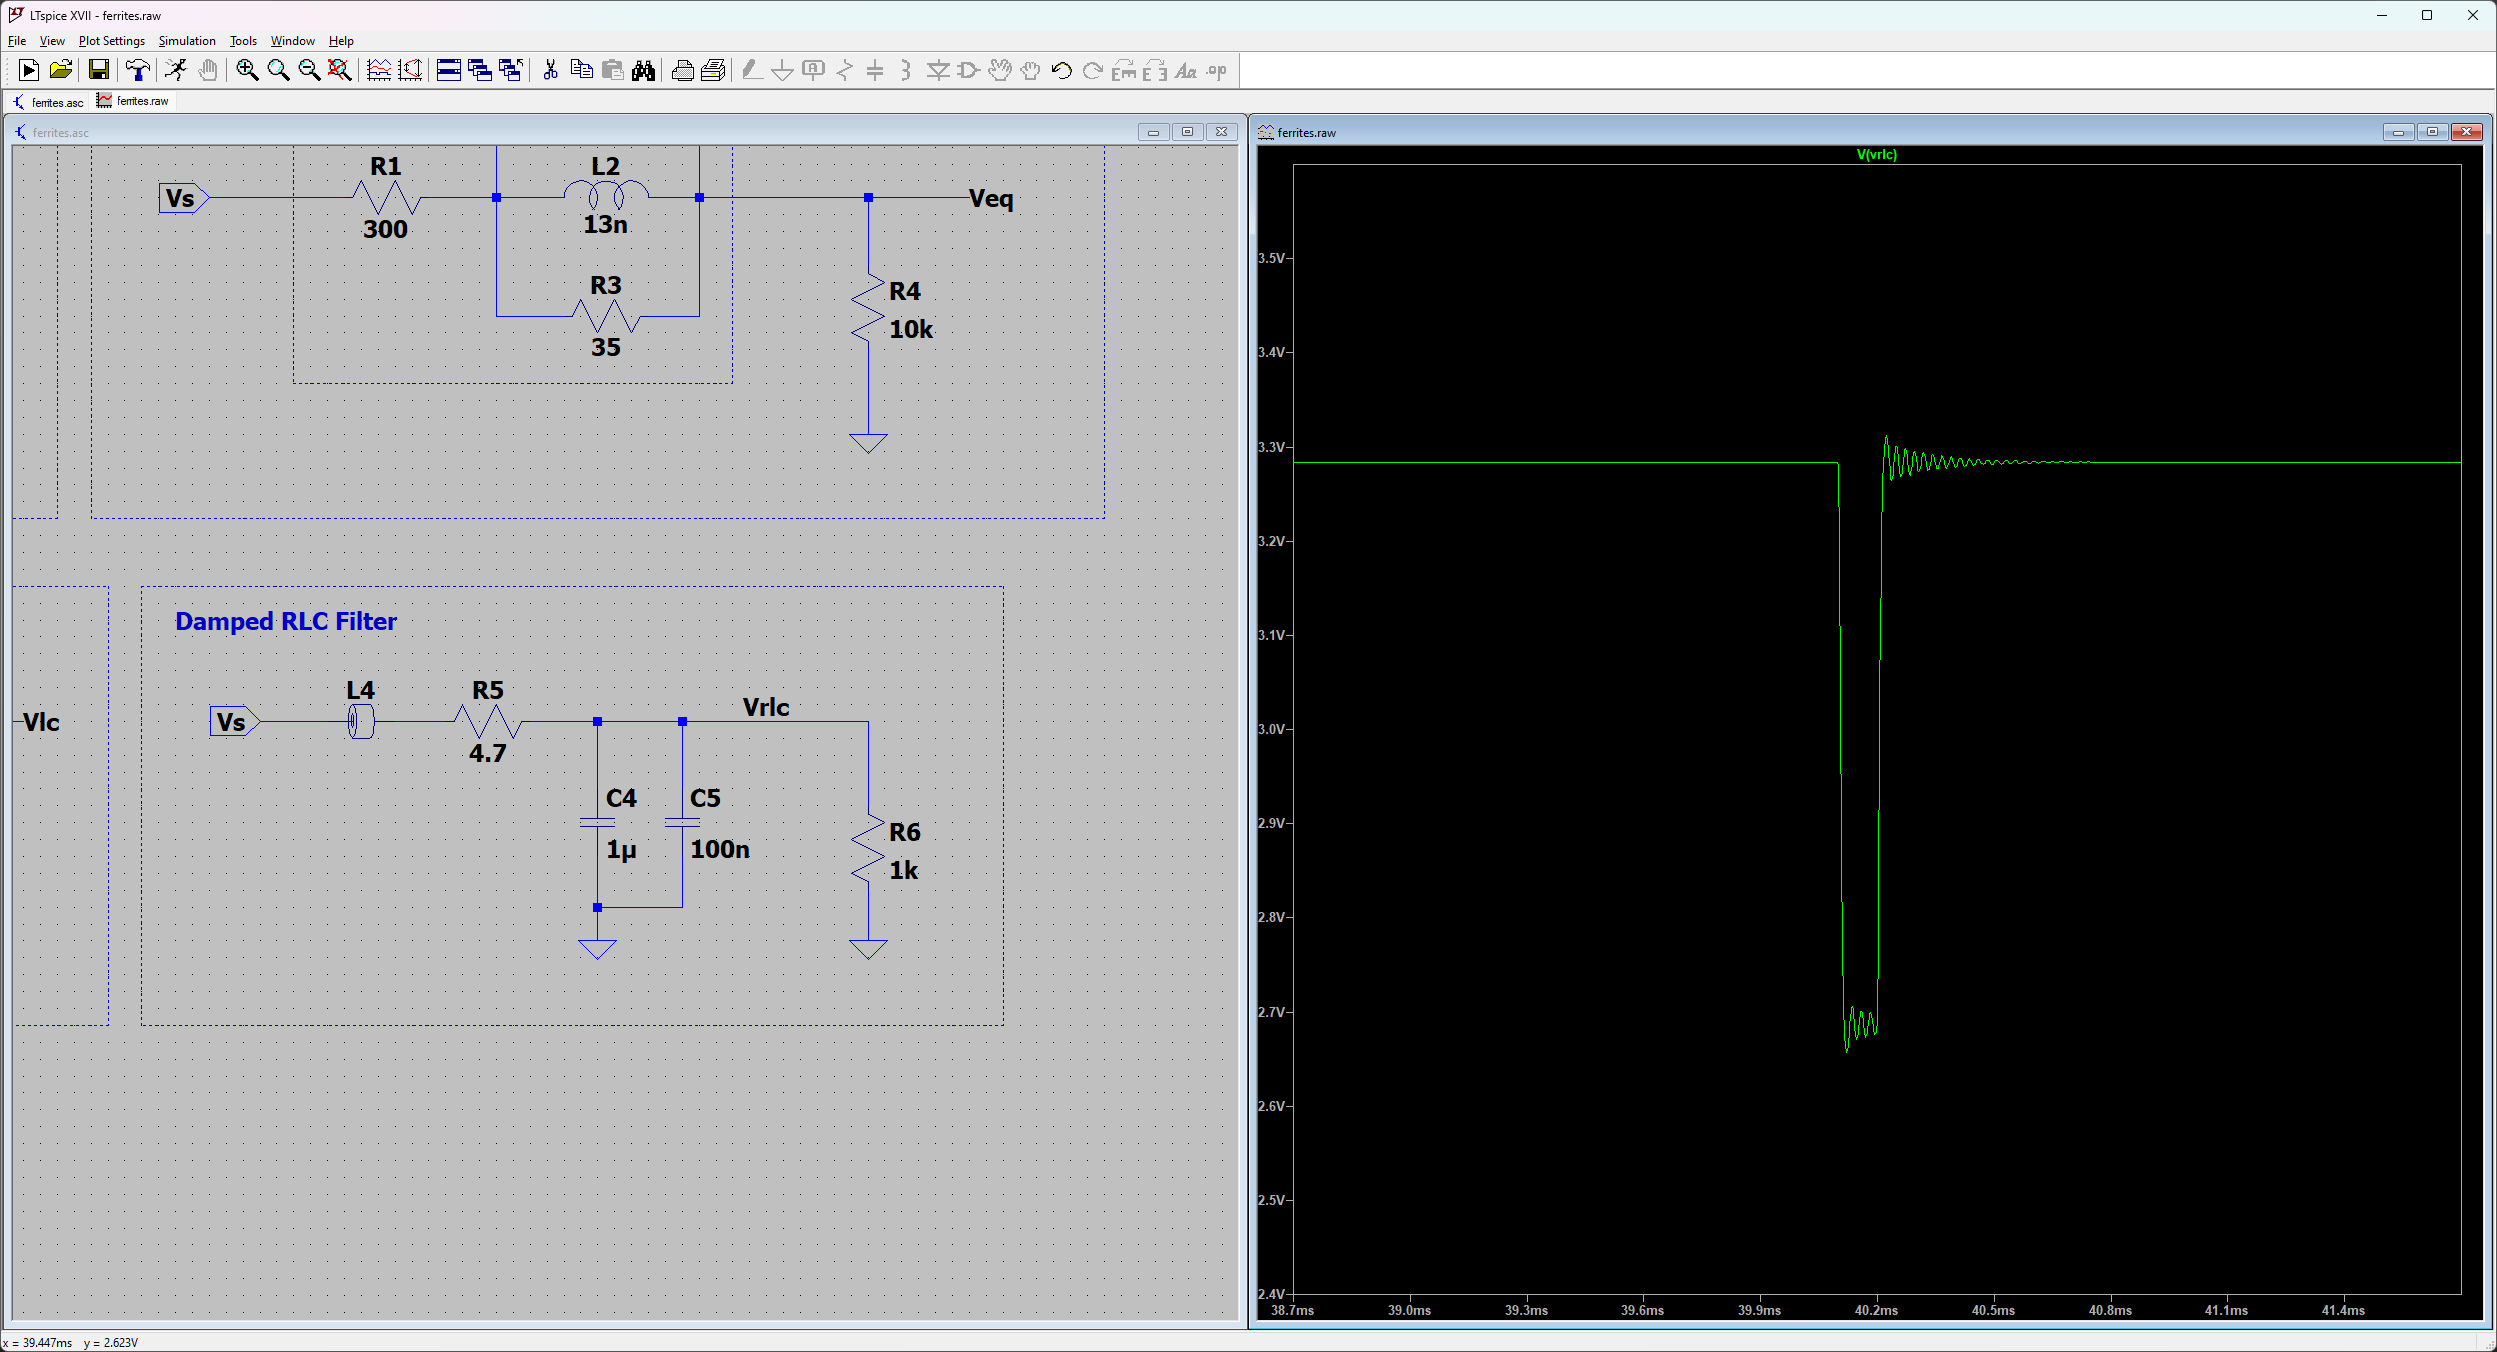 LTspice XVII - ferrites.raw
File View Plot Settings Simulation Tools Window Help
ferrites.asc ferrites.raw
ferrites.asc
R1
L2
Vs
300
13n
Veq
R3
35
R4
10k
Damped RLC Filter
Vlc
Vs
L4
R5
4.7
Vrlc
C4
1µ
C5
100n
R6
1k
ferrites.raw
V(vrlc)
3.5V
3.4V
3.3V
3.2V
3.1V
3.0V
2.9V
2.8V
2.7V
2.6V
2.5V
2.4V
38.7ms 39.0ms 39.3ms 39.6ms 39.9ms 40.2ms 40.5ms 40.8ms 41.1ms 41.4ms
x = 39.447ms y = 2.623V